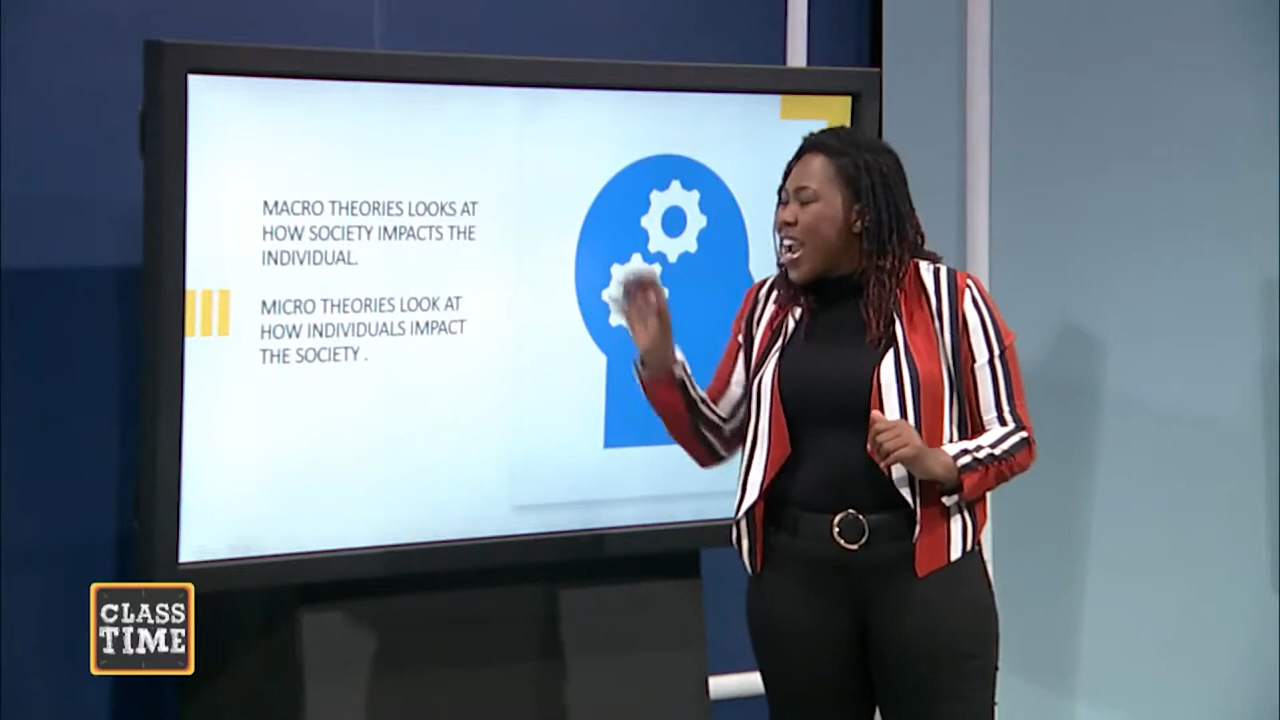 MACRO THEORIES LOOKS AT
HOW SOCIETY IMPACTS THE
INDIVIDUAL.
MICRO THEORIES LOOK AT
HOW INDIVIDUALS IMPACT
THE SOCIETY .
CLASS
TIME